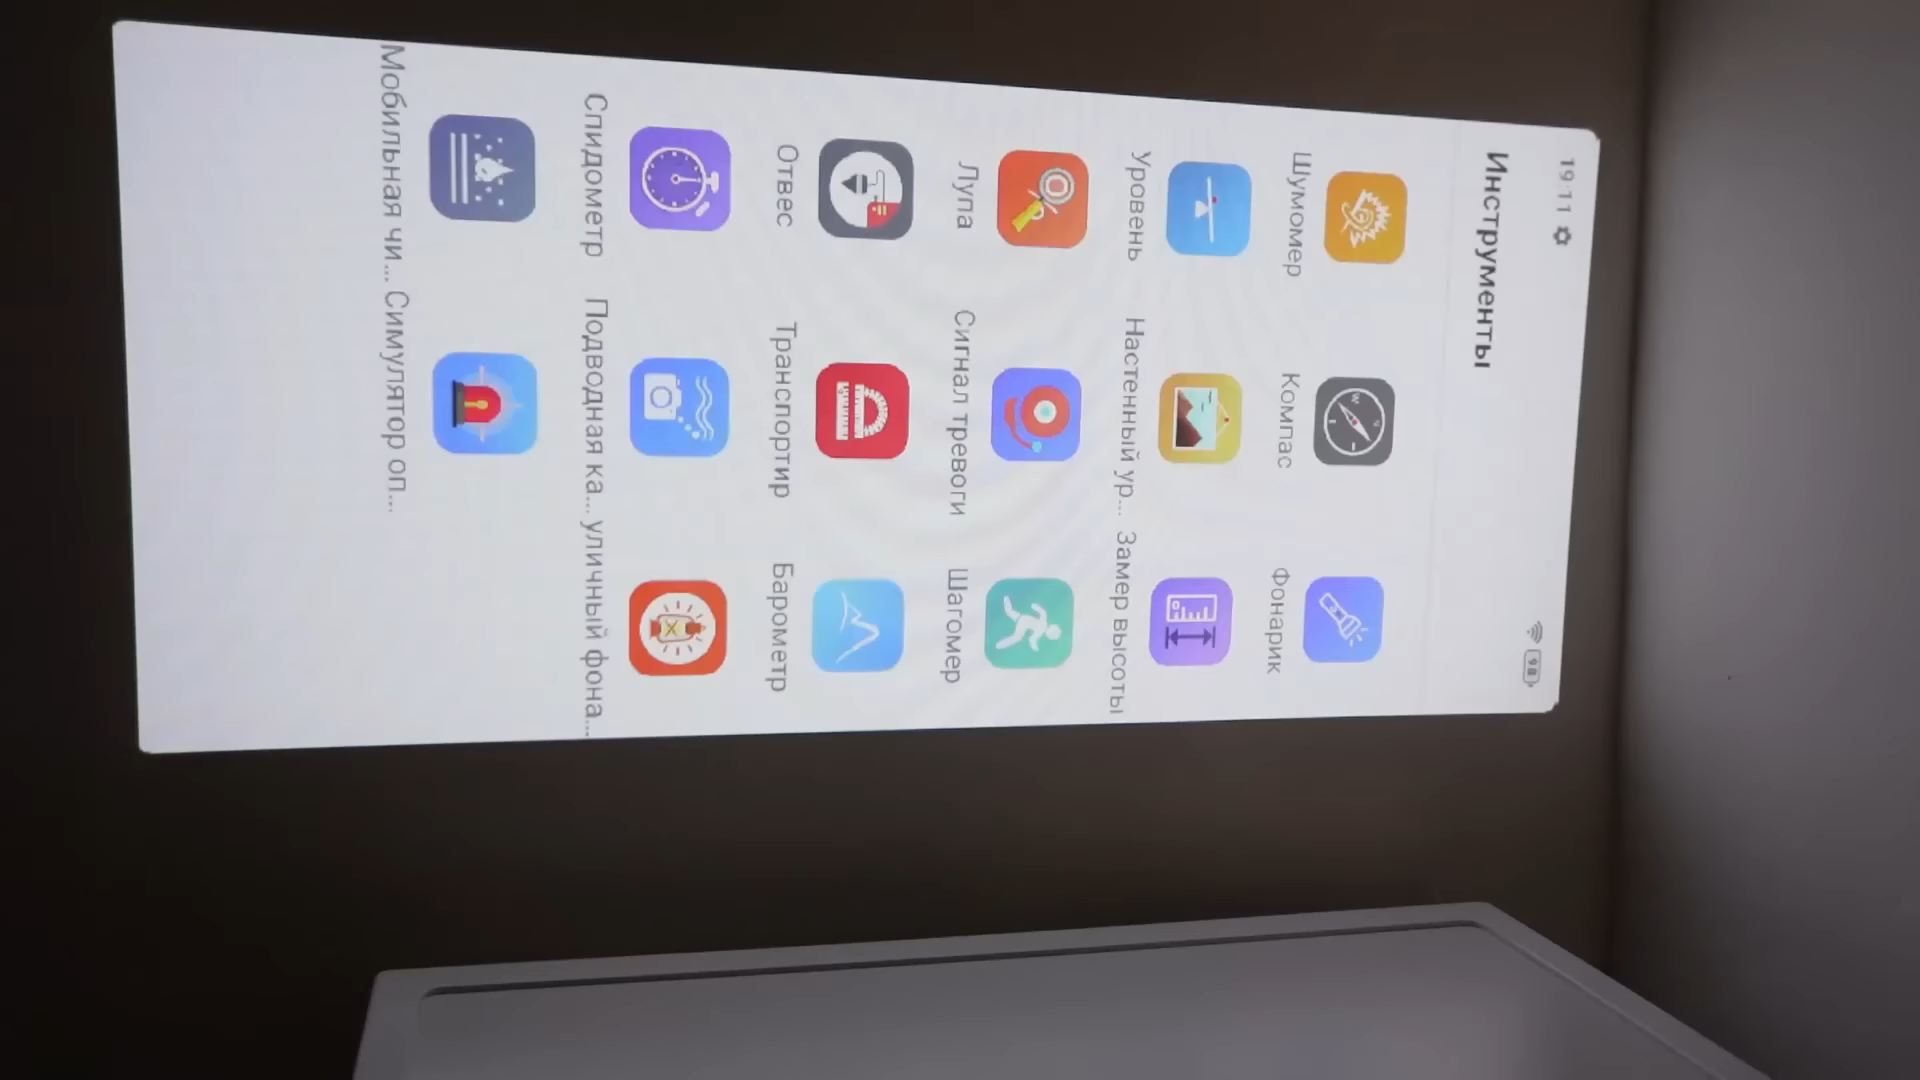 19:11
98
Инструменты
Шумомер Компас Фонарик
Уровень Настенный ур... Замер высоты
Лупа Сигнал тревоги Шагомер
Отвес Транспортир Барометр
Спидометр Подводная ка... уличный фона...
Мобильная чи... Симулятор оп...